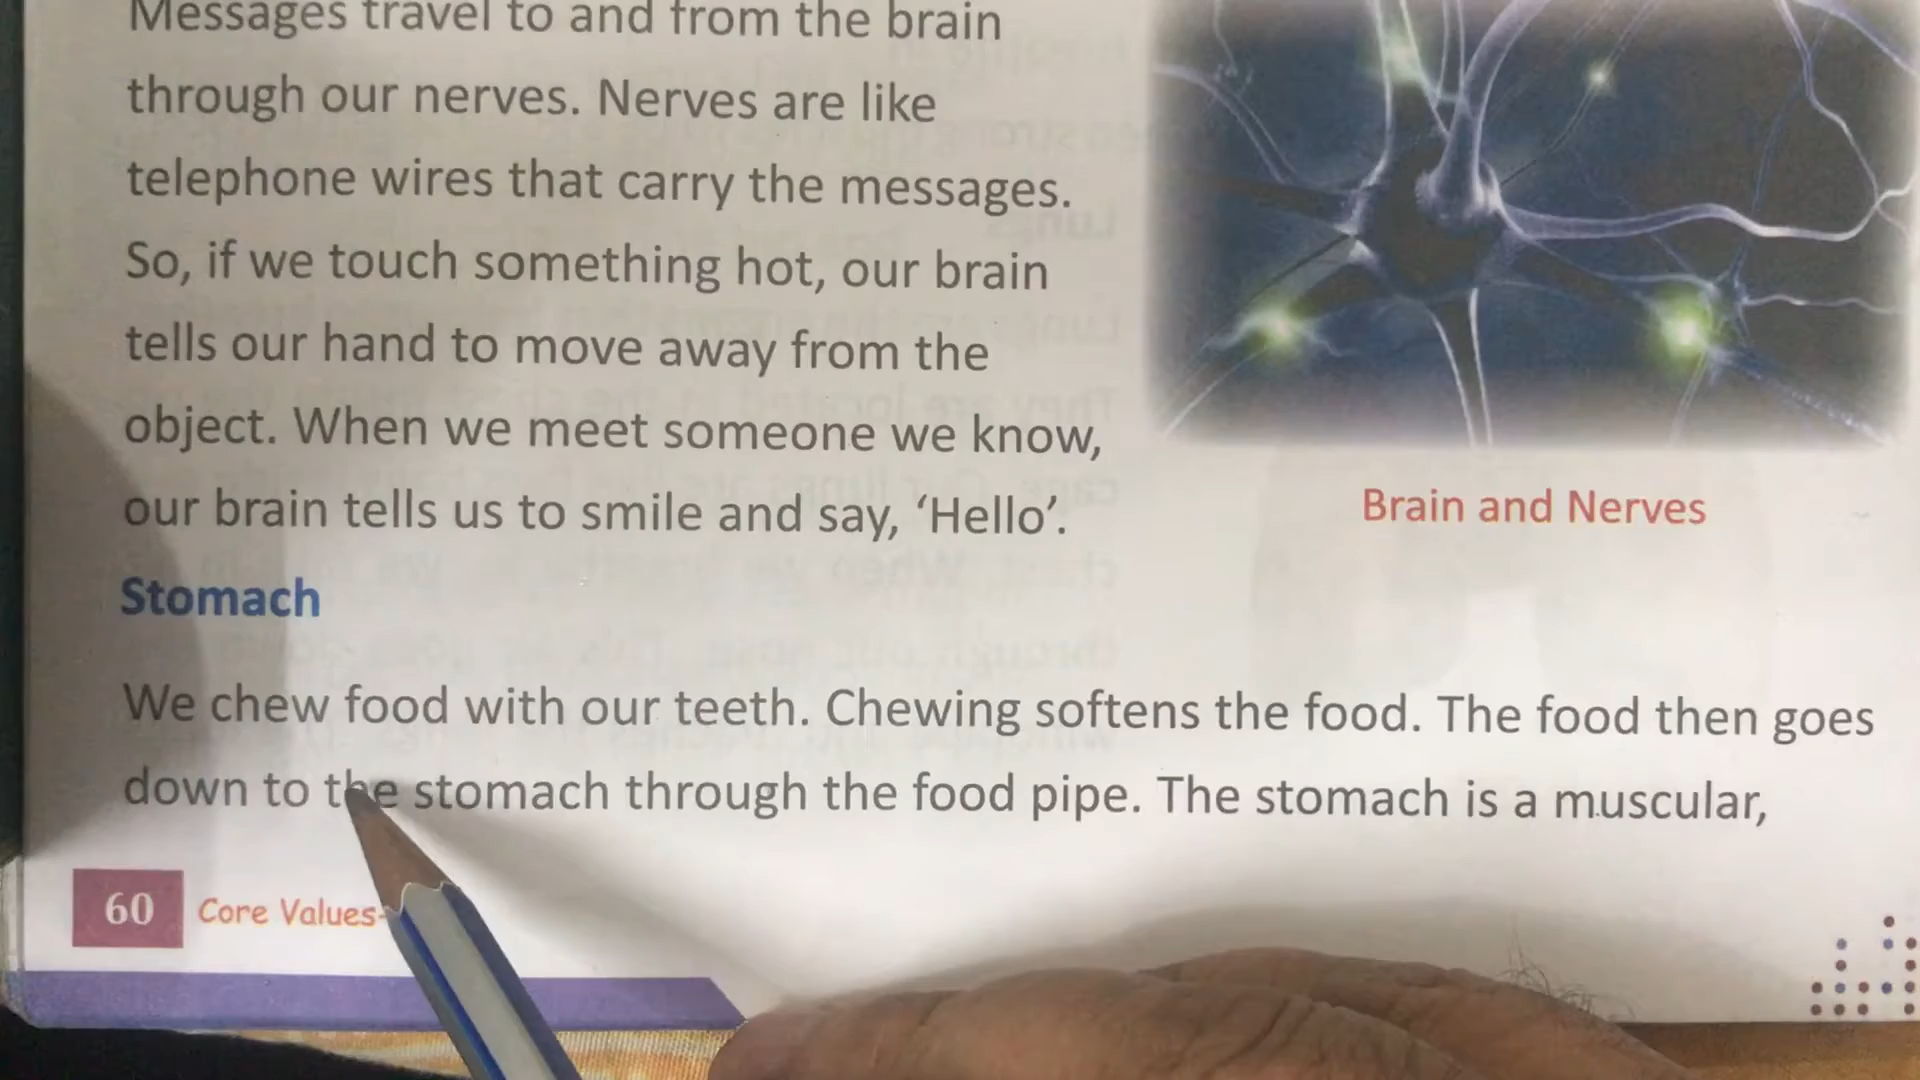 Messages travel to and from the brain
through our nerves. Nerves are like
telephone wires that carry the messages.
So, if we touch something hot, our brain
tells our hand to move away from the
object. When we meet someone we know,
our brain tells us to smile and say, ‘Hello’.
Brain and Nerves
Stomach
We chew food with our teeth. Chewing softens the food. The food then goes
down to the stomach through the food pipe. The stomach is a muscular,
60 Core Values-